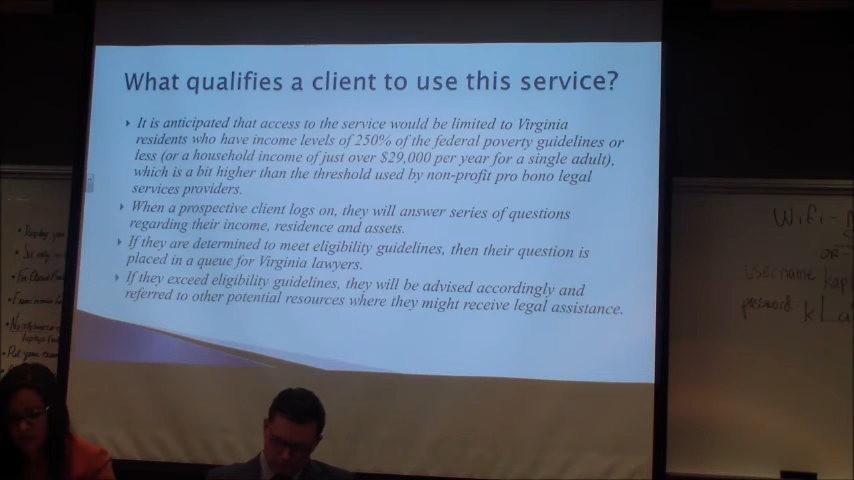 What qualifies a client to use this service?
It is anticipated that access to the service would be limited to Virginia
residents who have income levels of 250% of the federal poverty guidelines or
less (or a household income of just over $29,000 per year for a single adult),
which is a bit higher than the threshold used by non-profit pro bono legal
services providers.
When a prospective client logs on, they will answer series of questions
regarding their income, residence and assets.
If they are determined to meet eligibility guidelines, then their question is
placed in a queue for Virginia lawyers.
If they exceed eligibility guidelines, they will be advised accordingly and
referred to other potential resources where they might receive legal assistance.
Wifi-
username
password